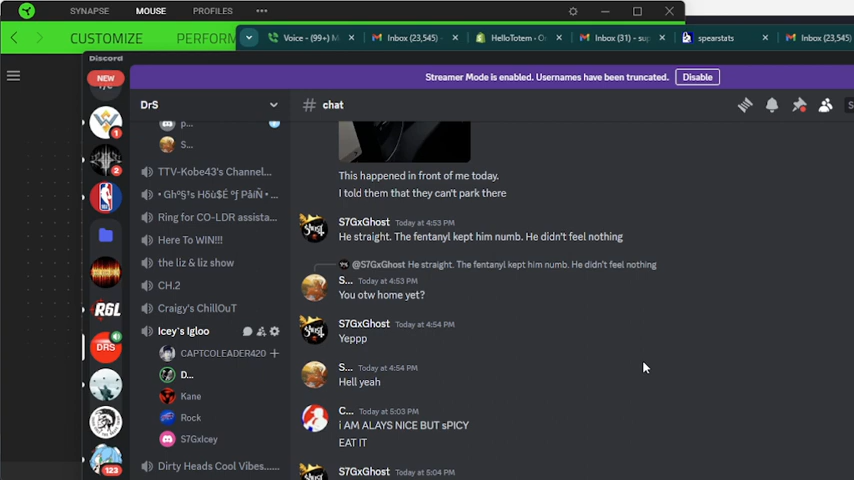 SYNAPSE MOUSE PROFILES
CUSTOMIZE PERFORM
Voice - (99+) M Inbox (23,545) - HelloTotem - O Inbox (31) - sup spearstats Inbox (23,545)
Discord
NEW
Streamer Mode is enabled. Usernames have been truncated. Disable
DrS
# chat
p...
S...
This happened in front of me today.
TTV-Kobe43's Channel...
I told them that they can't park there
Ring for CO-LDR assista...
S7GxGhost Today at 4:53 PM
He straight. The fentanyl kept him numb. He didn't feel nothing
Here To WIN!!!
the liz & liz show
@S7GxGhost He straight. The fentanyl kept him numb. He didn't feel nothing
S... Today at 4:53 PM
You otw home yet?
CH.2
Craigy's ChillOuT
R6L
S7GxGhost Today at 4:54 PM
Yeppp
Icey's Igloo
DRS
CAPTCOLEADER420
D...
S... Today at 4:54 PM
Hell yeah
Kane
Rock
C... Today at 5:03 PM
i AM ALAYS NICE BUT sPICY
EAT IT
S7GxIcey
Dirty Heads Cool Vibes......
123
S7GxGhost Today at 5:04 PM